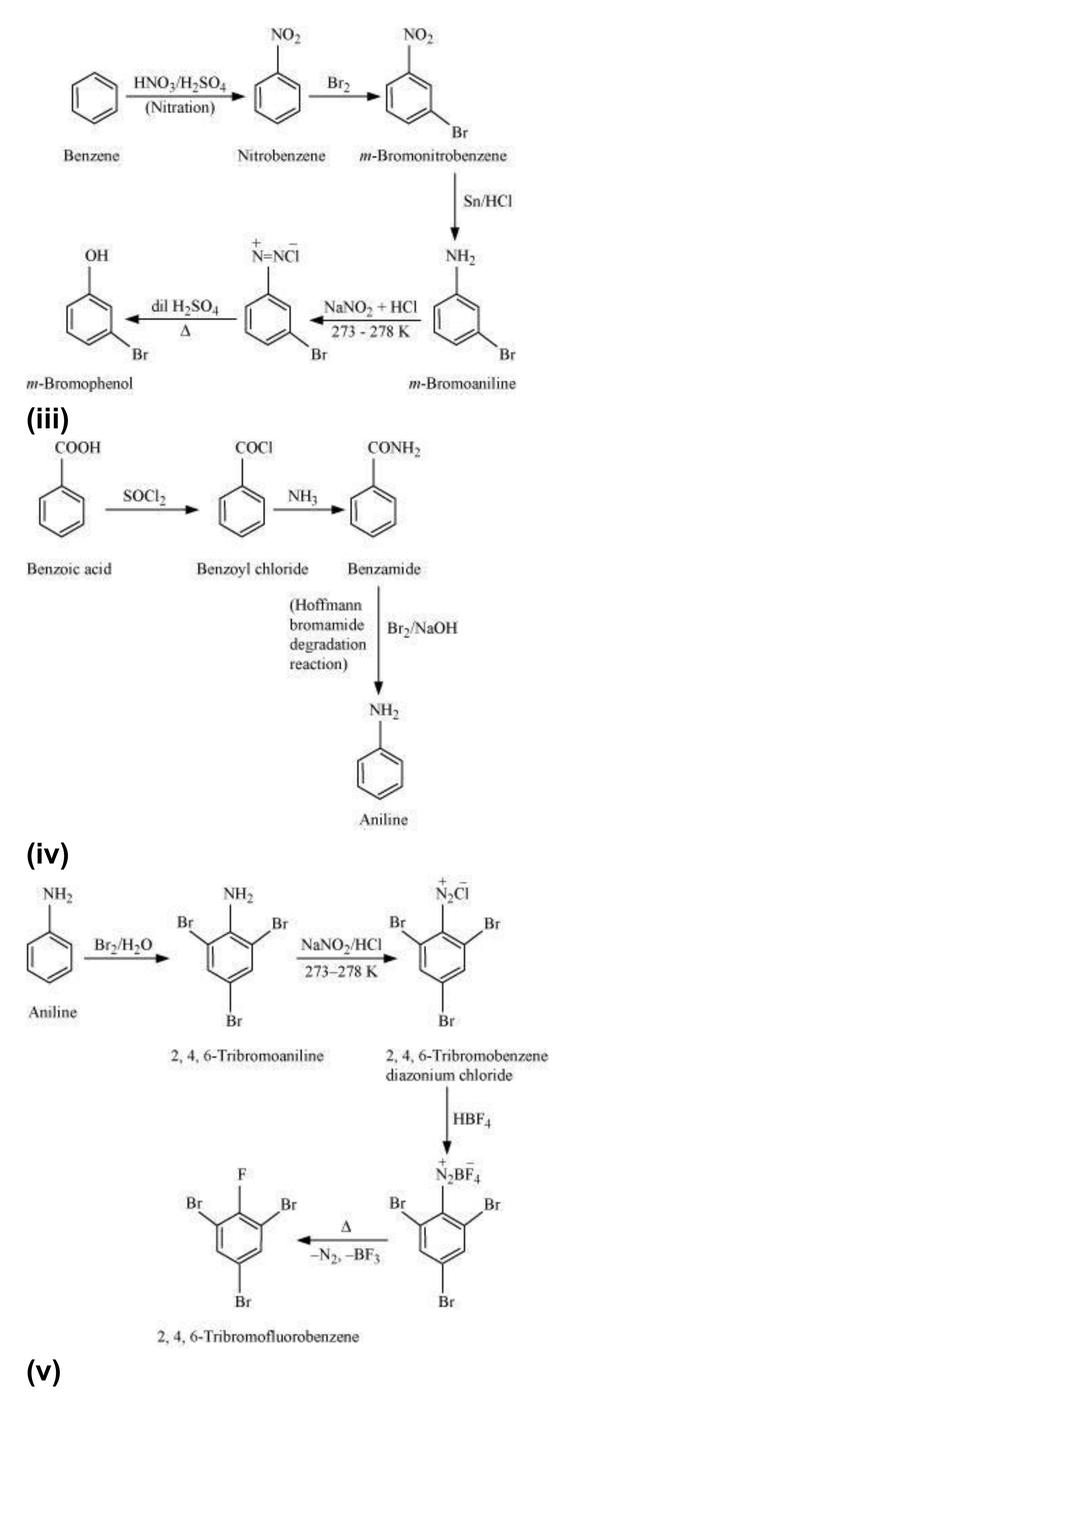 NO₂ NO₂
HNO₃/H₂SO₄ Br₂
(Nitration)
Br
Benzene Nitrobenzene m-Bromonitrobenzene
Sn/HCl
OH N⁺=NCl⁻ NH₂
dil H₂SO₄ NaNO₂ + HCl
Δ 273 - 278 K
Br Br Br
m-Bromophenol m-Bromoaniline
(iii)
COOH COCl CONH₂
SOCl₂ NH₃
Benzoic acid Benzoyl chloride Benzamide
(Hoffmann
bromamide Br₂/NaOH
degradation
reaction)
NH₂
Aniline
(iv)
NH₂ NH₂ N₂⁺Cl⁻
Br Br Br Br
Br₂/H₂O NaNO₂/HCl
273–278 K
Aniline
Br Br
2, 4, 6-Tribromoaniline 2, 4, 6-Tribromobenzene
diazonium chloride
HBF₄
F N₂⁺BF₄⁻
Br Br Br Br
Δ
–N₂, –BF₃
Br Br
2, 4, 6-Tribromofluorobenzene
(v)